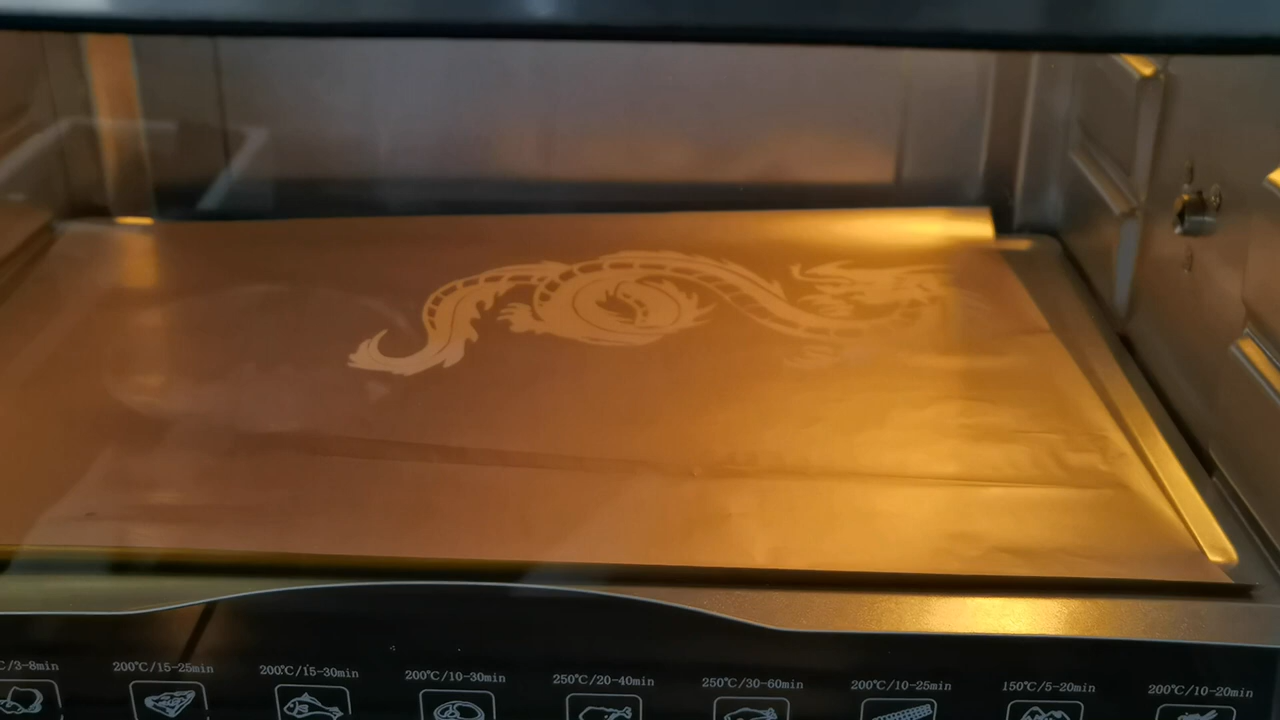 ℃/3-8min
200℃/15-25min
200℃/15-30min
200℃/10-30min
250℃/20-40min
250℃/30-60min
200℃/10-25min
150℃/5-20min
200℃/10-20min